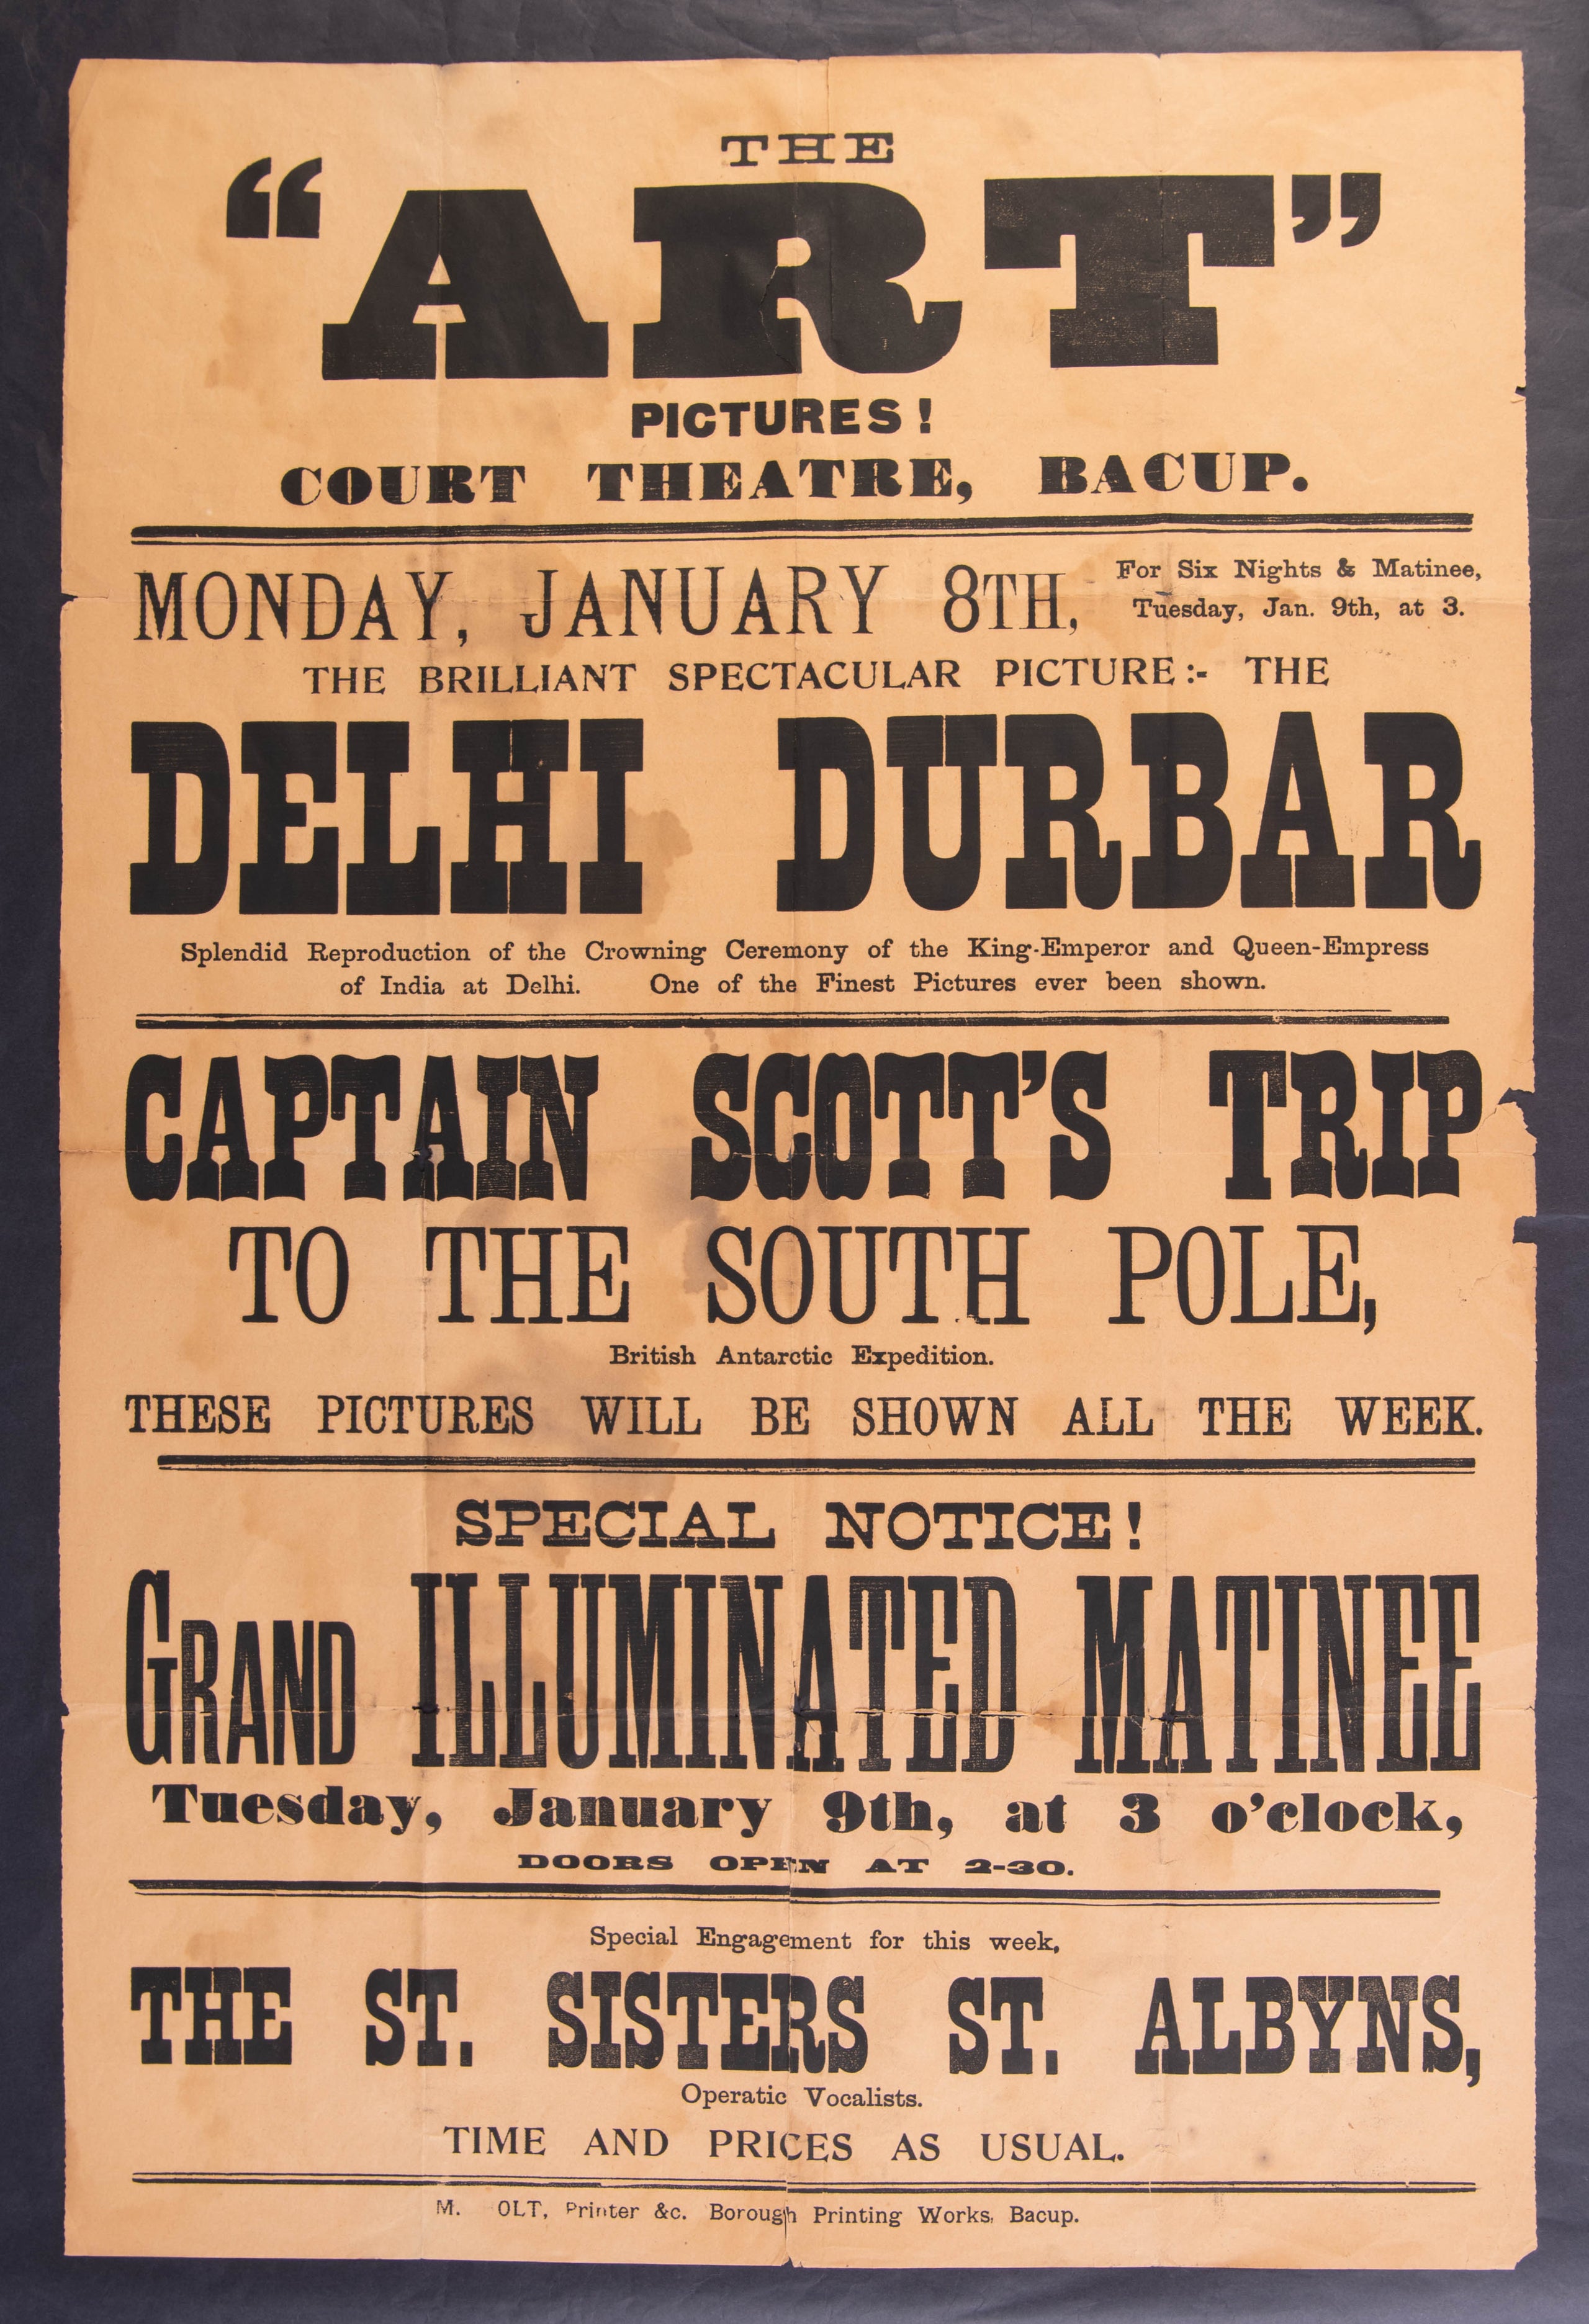 THE
“ART”
PICTURES!
COURT THEATRE, BACUP.
MONDAY, JANUARY 8TH,
For Six Nights & Matinee,
Tuesday, Jan. 9th, at 3.
THE BRILLIANT SPECTACULAR PICTURE:- THE
DELHI DURBAR
Splendid Reproduction of the Crowning Ceremony of the King-Emperor and Queen-Empress
of India at Delhi. One of the Finest Pictures ever been shown.
CAPTAIN SCOTT'S TRIP
TO THE SOUTH POLE,
British Antarctic Expedition.
THESE PICTURES WILL BE SHOWN ALL THE WEEK.
SPECIAL NOTICE!
GRAND ILLUMINATED MATINEE
Tuesday, January 9th, at 3 o'clock,
DOORS OPEN AT 2-30.
Special Engagement for this week,
THE ST. SISTERS ST. ALBYNS,
Operatic Vocalists.
TIME AND PRICES AS USUAL.
M. OLT, Printer &c. Borough Printing Works, Bacup.